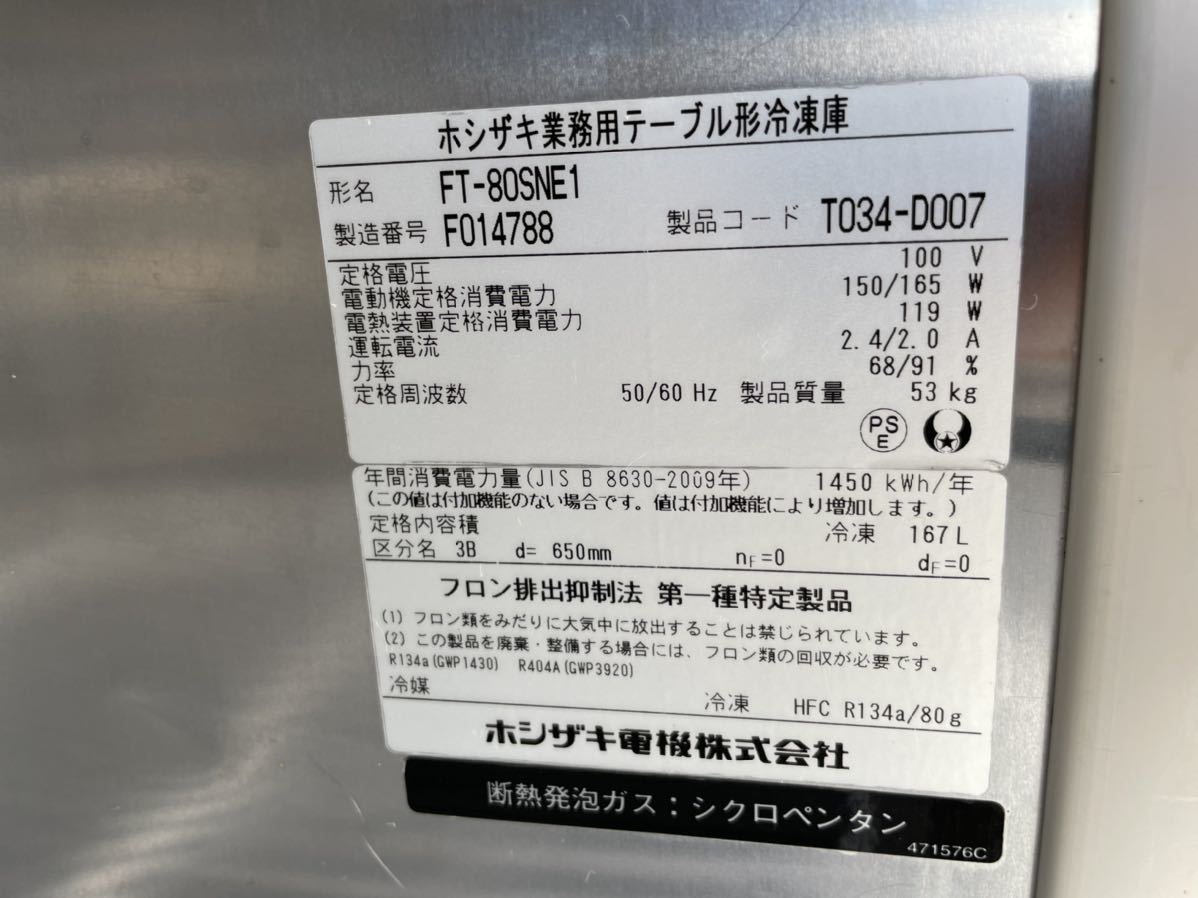 ホシザキ業務用テーブル形冷凍庫
形名 FT-80SNE1
製造番号 F014788 製品コード T034-D007
定格電圧 100 V
電動機定格消費電力 150/165 W
電熱装置定格消費電力 119 W
運転電流 2.4/2.0 A
力率 68/91 %
定格周波数 50/60 Hz 製品質量 53 kg
PS
E
年間消費電力量(JIS B 8630-2009年) 1450 kWh/年
(この値は付加機能のない場合です。値は付加機能により増加します。)
定格内容積 冷凍 167L
区分名 3B d= 650mm nF=0 dF=0
フロン排出抑制法 第一種特定製品
(1) フロン類をみだりに大気中に放出することは禁じられています。
(2) この製品を廃棄・整備する場合には、フロン類の回収が必要です。
R134a(GWP1430) R404A(GWP3920)
冷媒 冷凍 HFC R134a/80g
ホシザキ電機株式会社
断熱発泡ガス：シクロペンタン
471576C